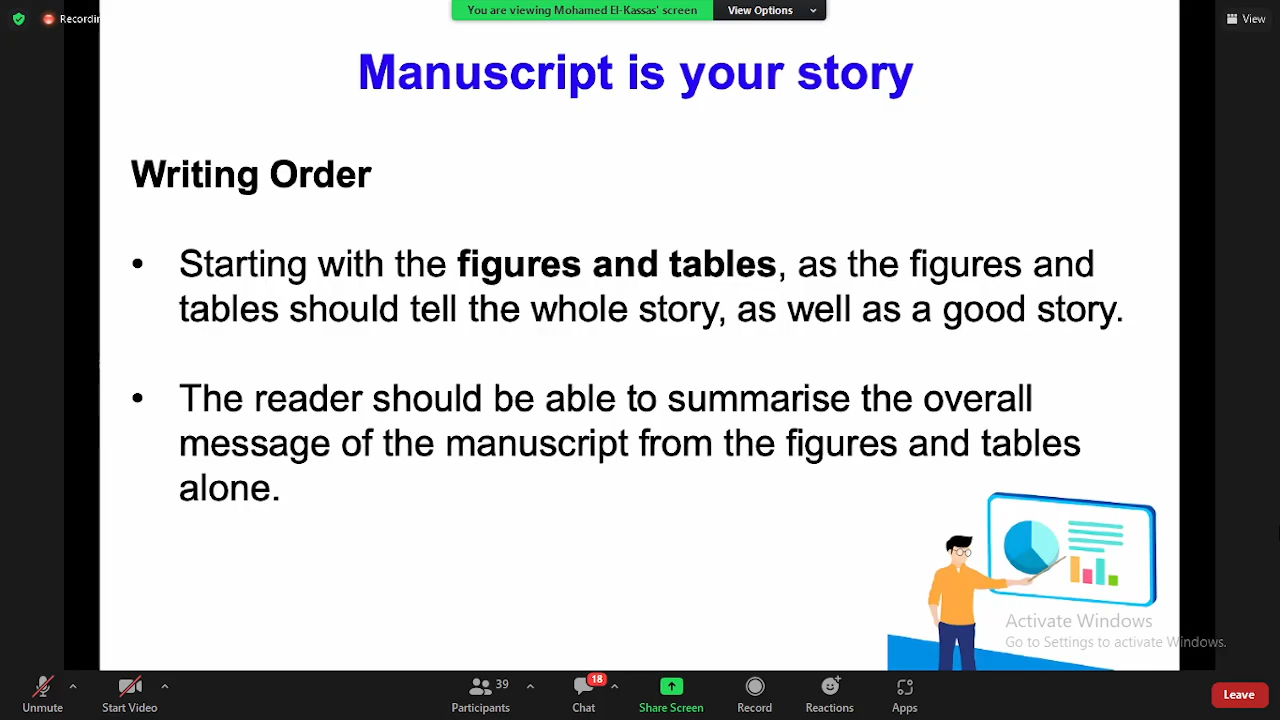 Recordin
You are viewing Mohamed El-Kassas' screen
View Options
View
Manuscript is your story
Writing Order
• Starting with the figures and tables, as the figures and
tables should tell the whole story, as well as a good story.
• The reader should be able to summarise the overall
message of the manuscript from the figures and tables
alone.
Activate Windows
Go to Settings to activate Windows.
Unmute
Start Video
39
Participants
18
Chat
Share Screen
Record
Reactions
Apps
Leave